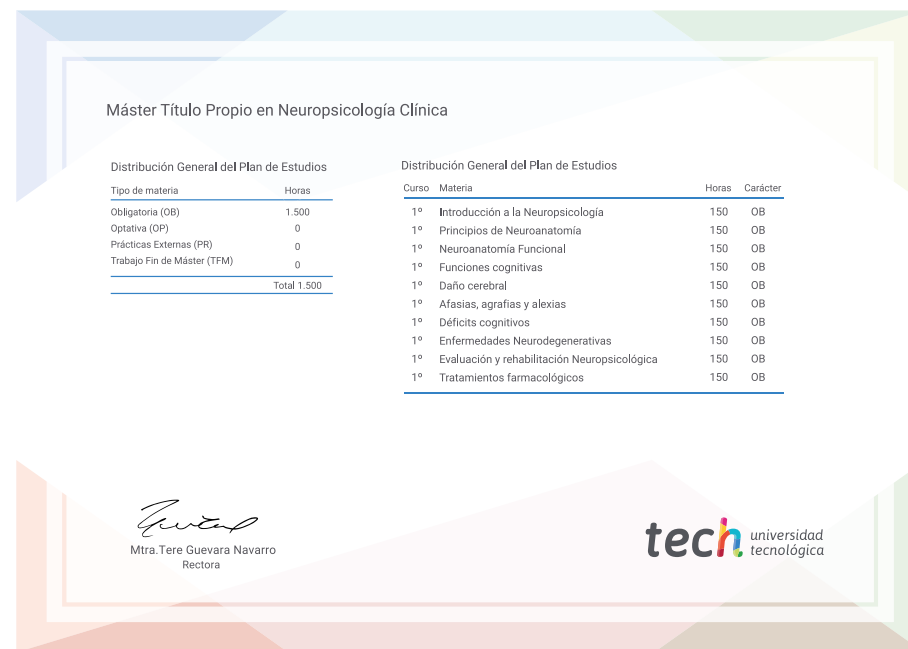 Máster Título Propio en Neuropsicología Clínica
Distribución General del Plan de Estudios
Tipo de materia Horas
Obligatoria (OB) 1.500
Optativa (OP) 0
Prácticas Externas (PR) 0
Trabajo Fin de Máster (TFM) 0
Total 1.500
Distribución General del Plan de Estudios
Curso Materia Horas Carácter
1º Introducción a la Neuropsicología 150 OB
1º Principios de Neuroanatomía 150 OB
1º Neuroanatomía Funcional 150 OB
1º Funciones cognitivas 150 OB
1º Daño cerebral 150 OB
1º Afasias, agrafias y alexias 150 OB
1º Déficits cognitivos 150 OB
1º Enfermedades Neurodegenerativas 150 OB
1º Evaluación y rehabilitación Neuropsicológica 150 OB
1º Tratamientos farmacológicos 150 OB
Mtra.Tere Guevara Navarro
Rectora
tech universidad
tecnológica